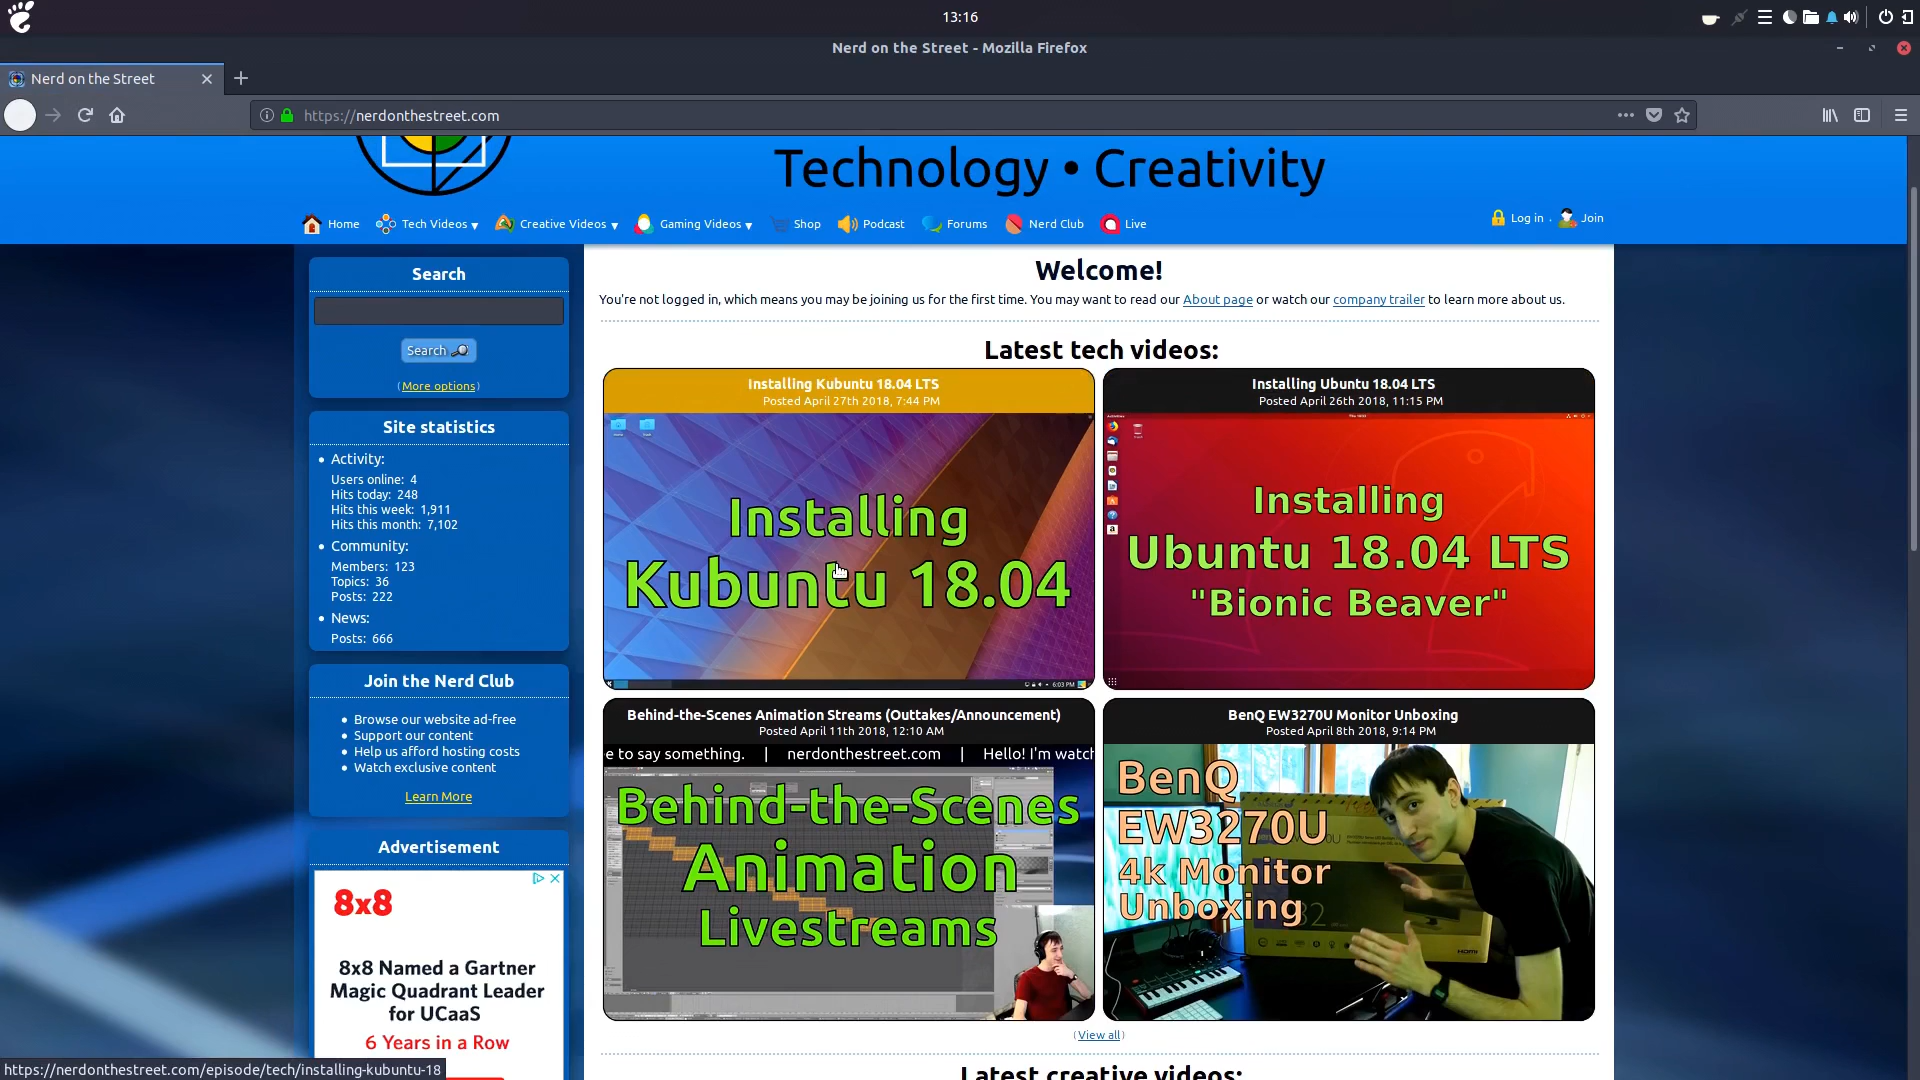 13:16
Nerd on the Street - Mozilla Firefox
Nerd on the Street
https://nerdonthestreet.com
Technology • Creativity
Home
Tech Videos
Creative Videos
Gaming Videos
Shop
Podcast
Forums
Nerd Club
Live
Log in
Join
Search
Search
(More options)
Site statistics
Activity:
Users online: 4
Hits today: 248
Hits this week: 1,911
Hits this month: 7,102
Community:
Members: 123
Topics: 36
Posts: 222
News:
Posts: 666
Join the Nerd Club
Browse our website ad-free
Support our content
Help us afford hosting costs
Watch exclusive content
Learn More
Advertisement
8x8
8x8 Named a Gartner
Magic Quadrant Leader
for UCaaS
6 Years in a Row
Welcome!
You're not logged in, which means you may be joining us for the first time. You may want to read our About page or watch our company trailer to learn more about us.
Latest tech videos:
Installing Kubuntu 18.04 LTS
Posted April 27th 2018, 7:44 PM
Installing
Kubuntu 18.04
6:03 PM
Installing Ubuntu 18.04 LTS
Posted April 26th 2018, 11:15 PM
Installing
Ubuntu 18.04 LTS
"Bionic Beaver"
Behind-the-Scenes Animation Streams (Outtakes/Announcement)
Posted April 11th 2018, 12:10 AM
e to say something. | nerdonthestreet.com | Hello! I'm watch
Behind-the-Scenes
Animation
Livestreams
BenQ EW3270U Monitor Unboxing
Posted April 8th 2018, 9:14 PM
BenQ
EW3270U
4k Monitor
Unboxing
32
HDMI
(View all)
Latest creative videos:
https://nerdonthestreet.com/episode/tech/installing-kubuntu-18